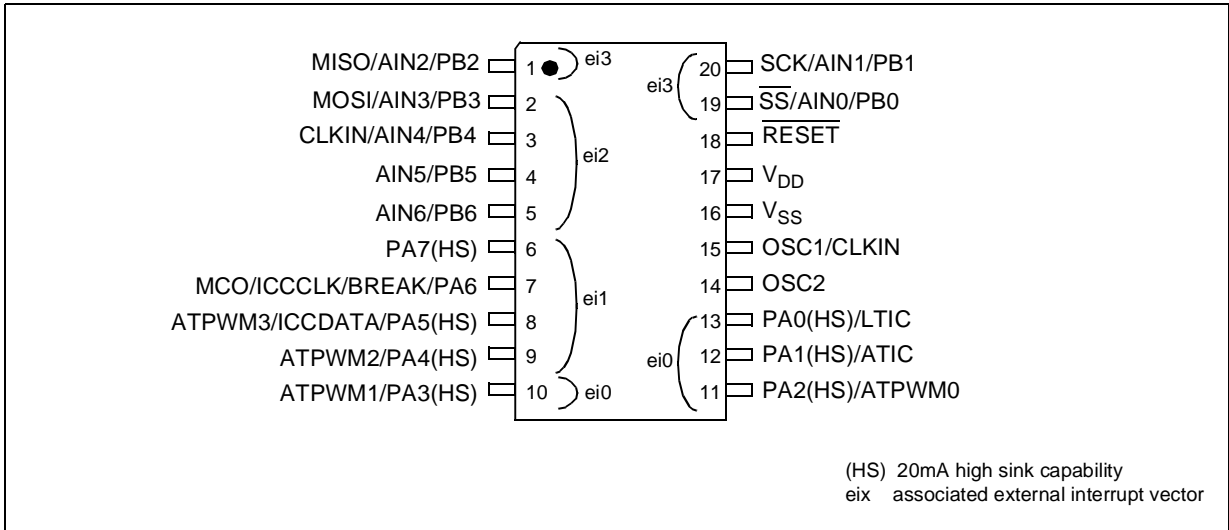 MISO/AIN2/PB2 1 ei3
MOSI/AIN3/PB3 2
CLKIN/AIN4/PB4 3
ei2
AIN5/PB5 4
AIN6/PB6 5
PA7(HS) 6
MCO/ICCCLK/BREAK/PA6 7
ei1
ATPWM3/ICCDATA/PA5(HS) 8
ATPWM2/PA4(HS) 9
ATPWM1/PA3(HS) 10 ei0
20 SCK/AIN1/PB1
ei3
19 S̅S̅/AIN0/PB0
18 R̅E̅S̅E̅T̅
17 VDD
16 VSS
15 OSC1/CLKIN
14 OSC2
13 PA0(HS)/LTIC
ei0
12 PA1(HS)/ATIC
11 PA2(HS)/ATPWM0
(HS) 20mA high sink capability
eix associated external interrupt vector